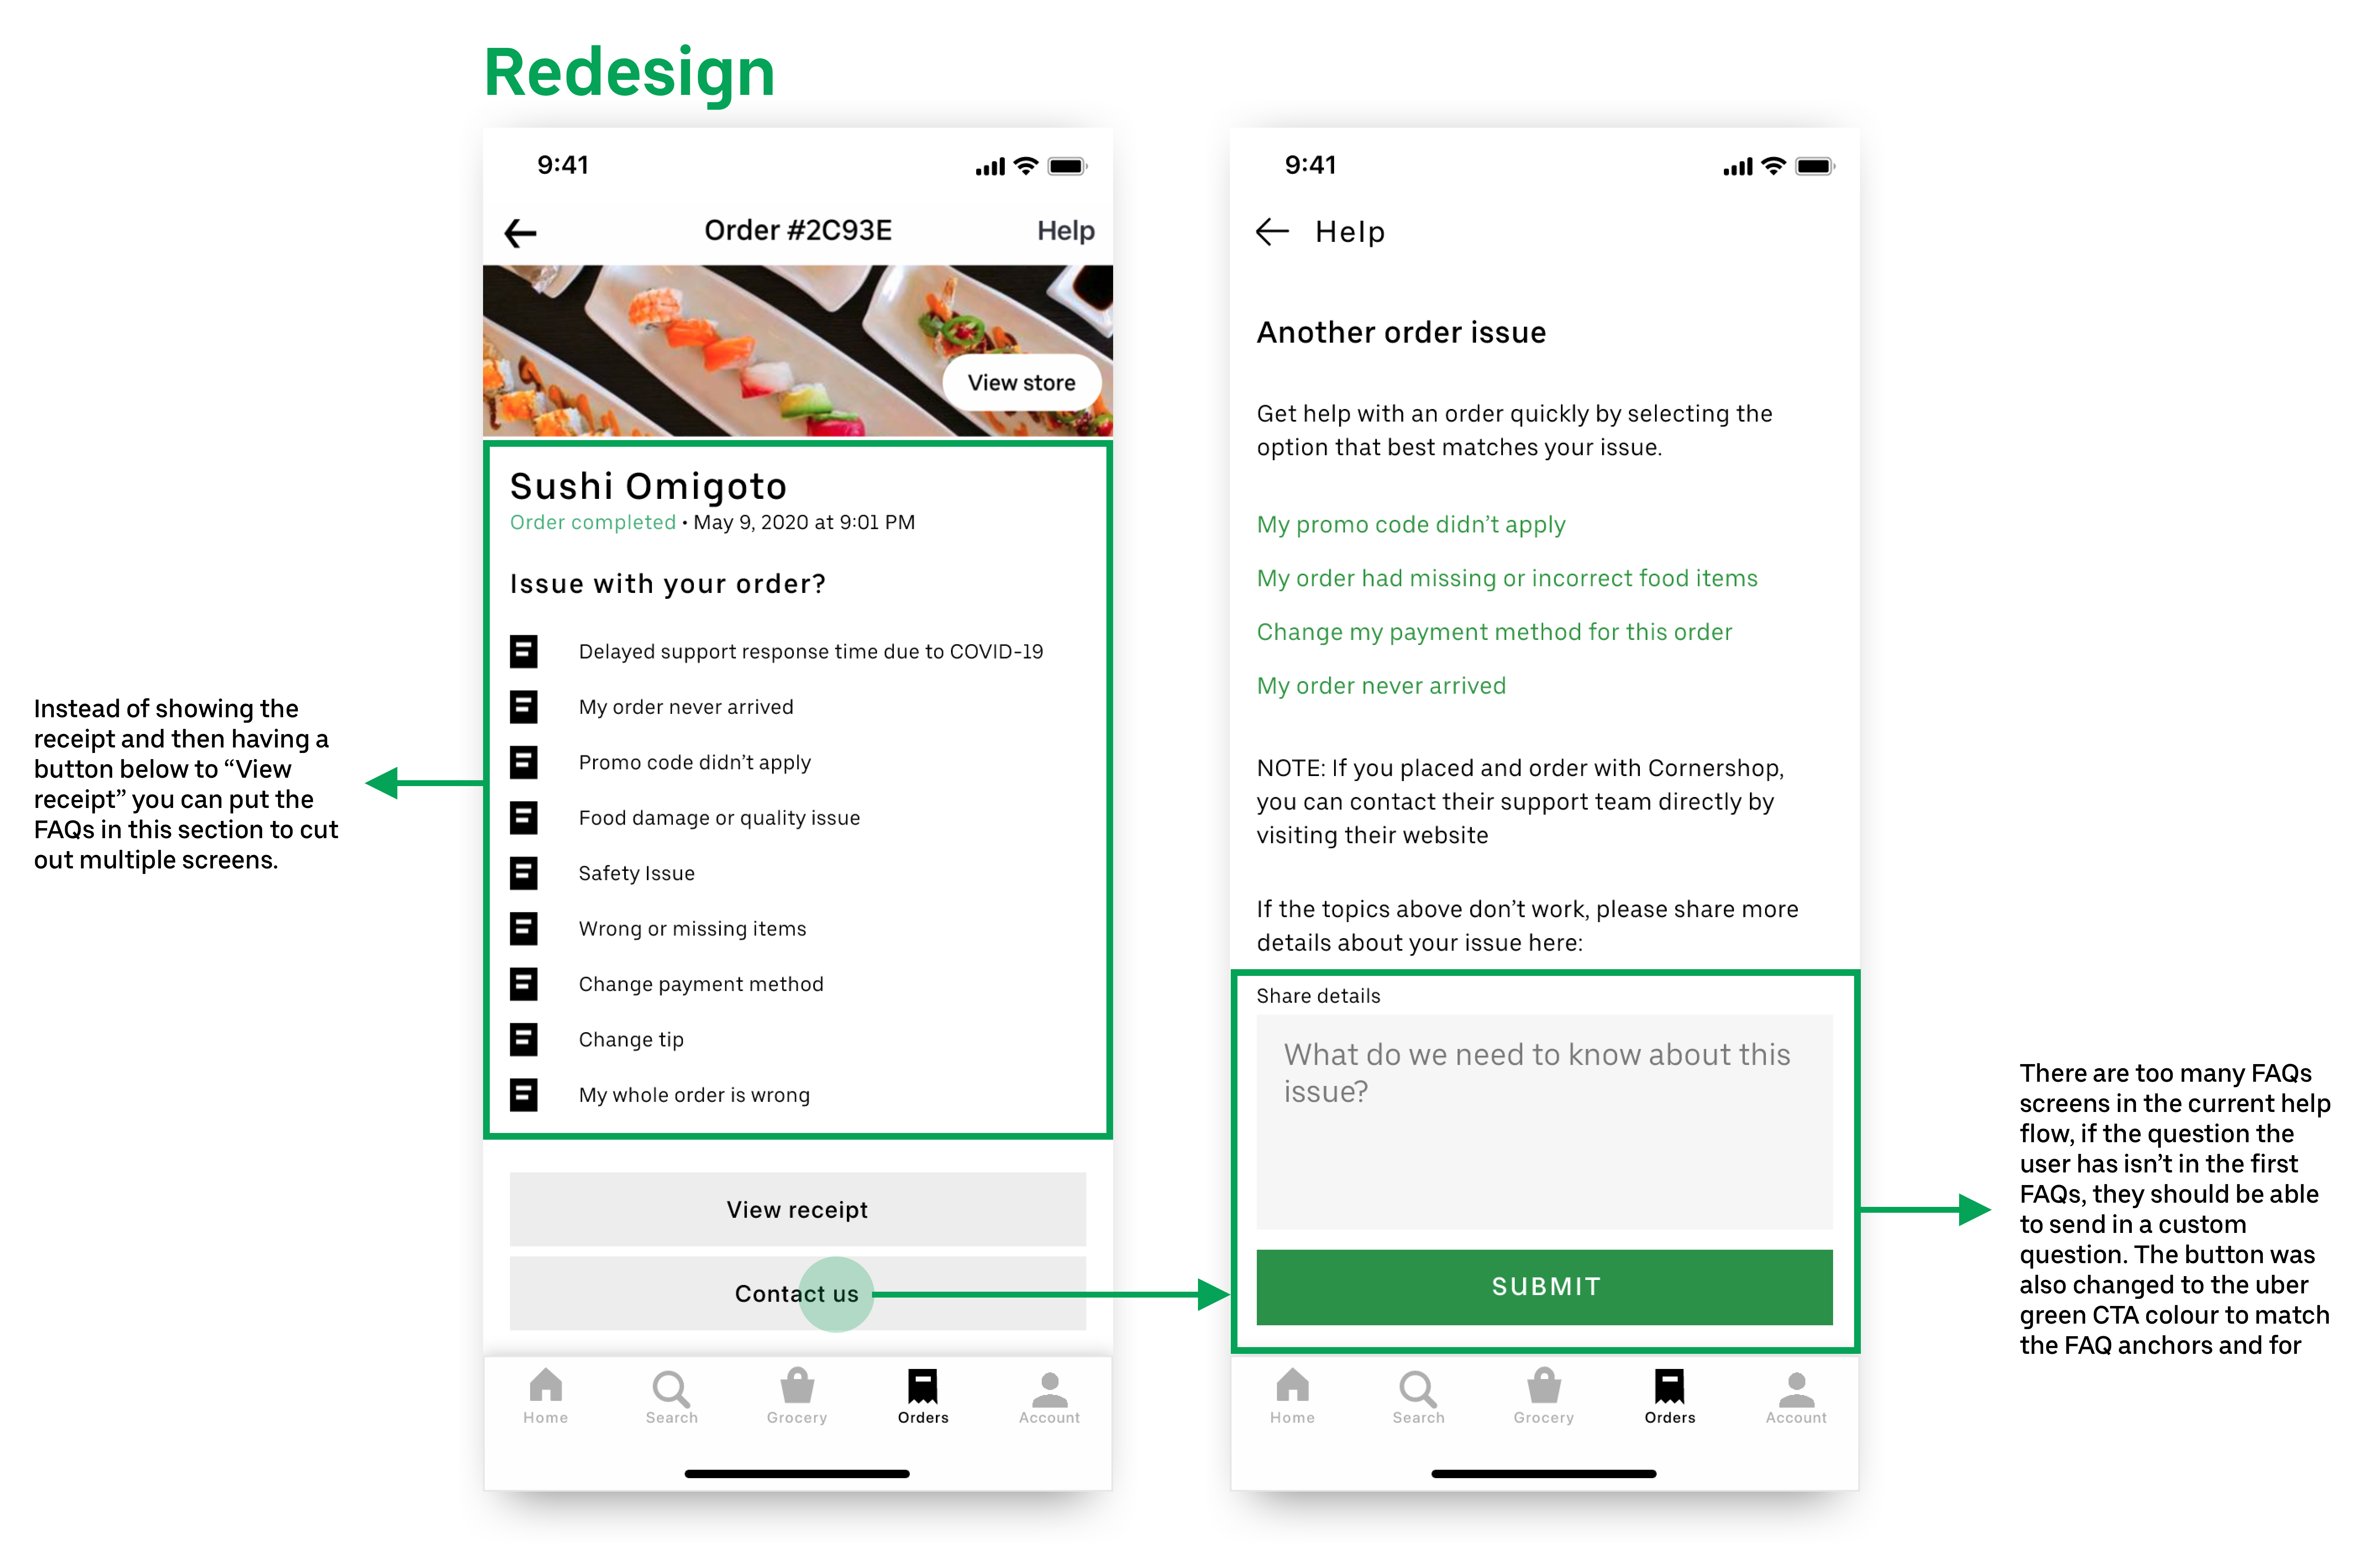 Redesign
9:41
Order #2C93E
Help
View store
Sushi Omigoto
Order completed • May 9, 2020 at 9:01 PM
Issue with your order?
Delayed support response time due to COVID-19
My order never arrived
Promo code didn’t apply
Food damage or quality issue
Safety Issue
Wrong or missing items
Change payment method
Change tip
My whole order is wrong
View receipt
Contact us
Home
Search
Grocery
Orders
Account
Instead of showing the
receipt and then having a
button below to “View
receipt” you can put the
FAQs in this section to cut
out multiple screens.
9:41
Help
Another order issue
Get help with an order quickly by selecting the
option that best matches your issue.
My promo code didn’t apply
My order had missing or incorrect food items
Change my payment method for this order
My order never arrived
NOTE: If you placed and order with Cornershop,
you can contact their support team directly by
visiting their website
If the topics above don’t work, please share more
details about your issue here:
Share details
What do we need to know about this
issue?
SUBMIT
Home
Search
Grocery
Orders
Account
There are too many FAQs
screens in the current help
flow, if the question the
user has isn’t in the first
FAQs, they should be able
to send in a custom
question. The button was
also changed to the uber
green CTA colour to match
the FAQ anchors and for